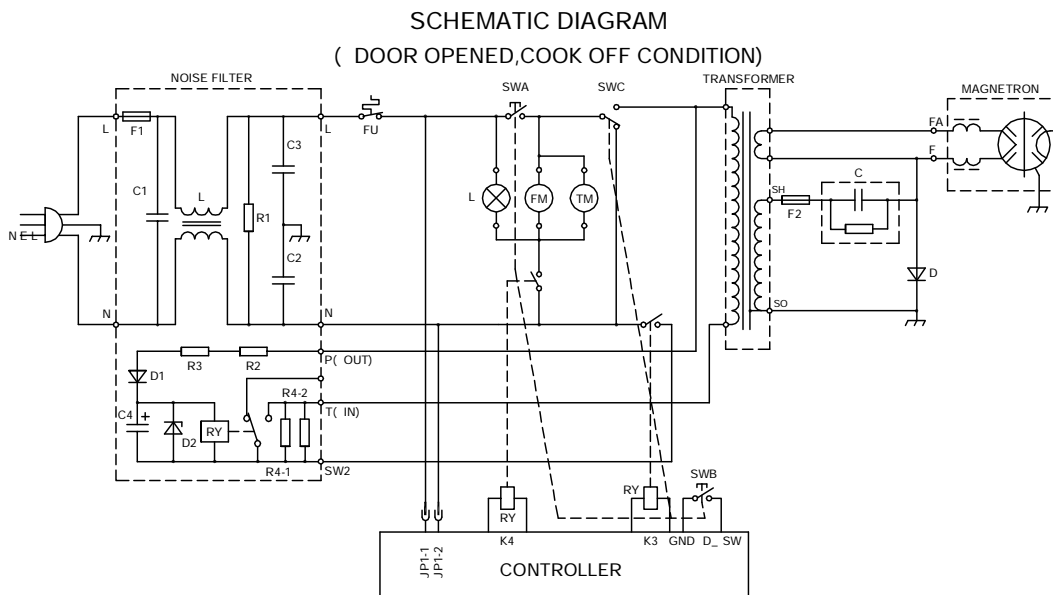 SCHEMATIC DIAGRAM
( DOOR OPENED,COOK OFF CONDITION)
NOISE FILTER
SWA
SWC
TRANSFORMER
MAGNETRON
L
F1
L
FU
FA
C3
F
C1
L
R1
L
FM
TM
SH
C
F2
N E L
C2
D
N
N
SO
P( OUT)
R3
R2
D1
R4-2
T( IN)
C4
+
RY
D2
R4-1
SW2
SWB
RY
RY
JP1-1
JP1-2
K4
K3
GND
D_ SW
CONTROLLER